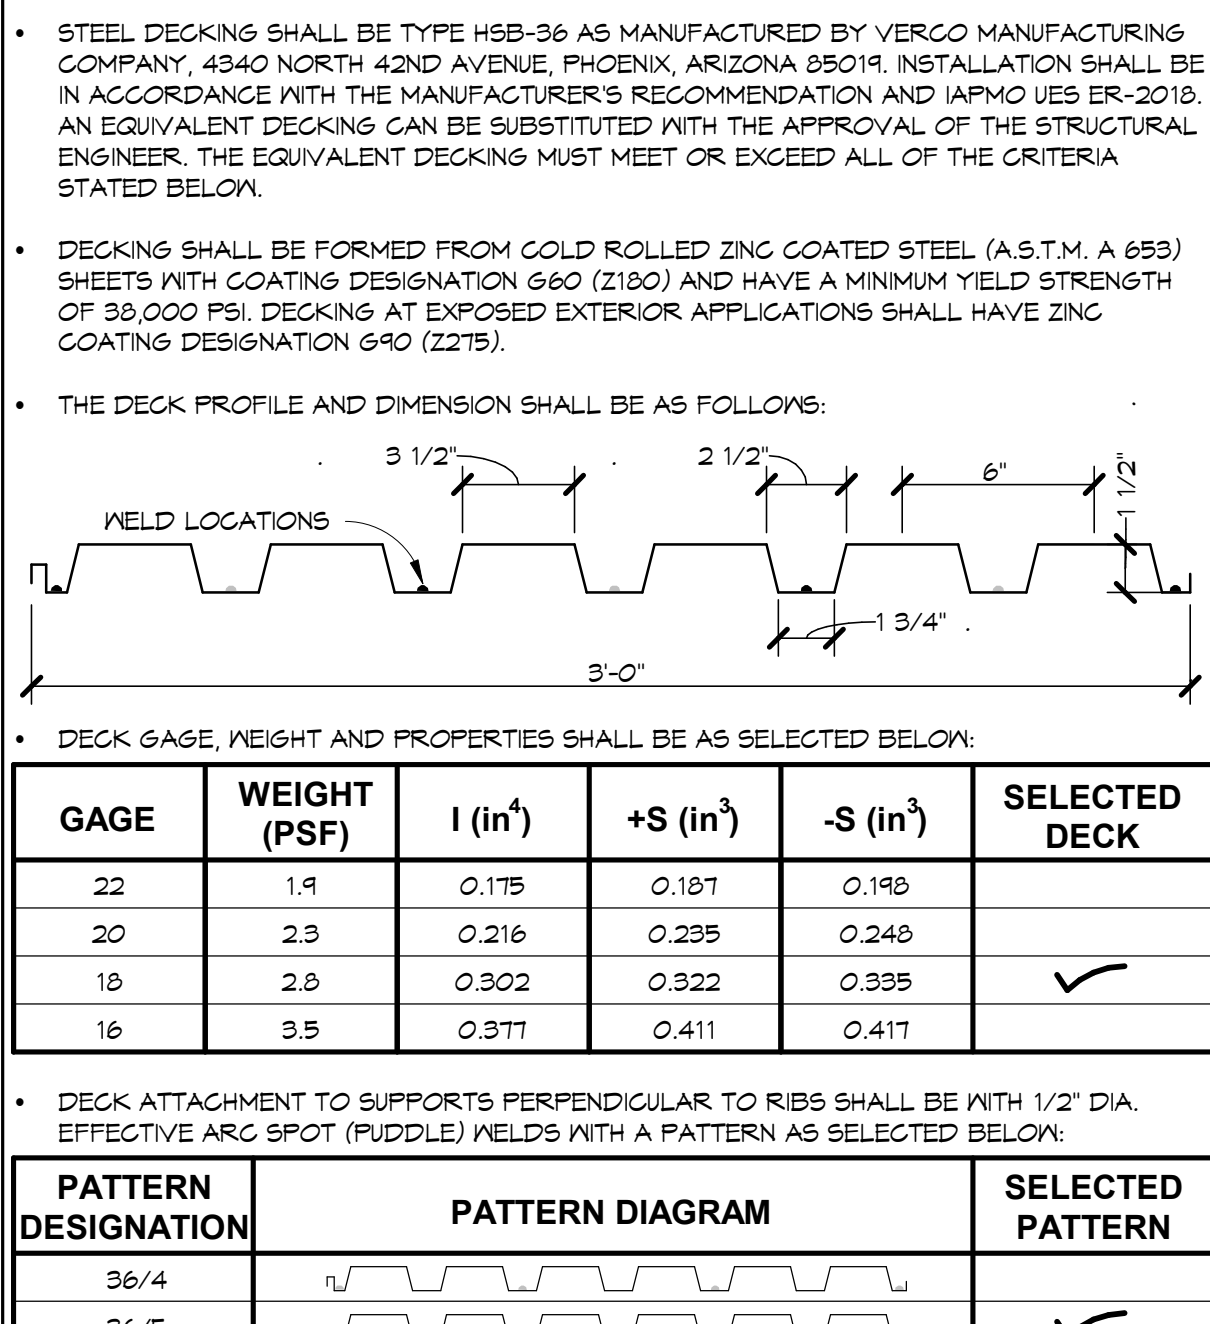 • STEEL DECKING SHALL BE TYPE HSB-36 AS MANUFACTURED BY VERCO MANUFACTURING
COMPANY, 4340 NORTH 42ND AVENUE, PHOENIX, ARIZONA 85019. INSTALLATION SHALL BE
IN ACCORDANCE WITH THE MANUFACTURER'S RECOMMENDATION AND IAPMO UES ER-2018.
AN EQUIVALENT DECKING CAN BE SUBSTITUTED WITH THE APPROVAL OF THE STRUCTURAL
ENGINEER. THE EQUIVALENT DECKING MUST MEET OR EXCEED ALL OF THE CRITERIA
STATED BELOW.
• DECKING SHALL BE FORMED FROM COLD ROLLED ZINC COATED STEEL (A.S.T.M. A 653)
SHEETS WITH COATING DESIGNATION G60 (Z180) AND HAVE A MINIMUM YIELD STRENGTH
OF 38,000 PSI. DECKING AT EXPOSED EXTERIOR APPLICATIONS SHALL HAVE ZINC
COATING DESIGNATION G90 (Z275).
• THE DECK PROFILE AND DIMENSION SHALL BE AS FOLLOWS:
3 1/2" 2 1/2" 6" 1 1/2"
WELD LOCATIONS
1 3/4"
3'-0"
• DECK GAGE, WEIGHT AND PROPERTIES SHALL BE AS SELECTED BELOW:
GAGE WEIGHT (PSF) I (in⁴) +S (in³) -S (in³) SELECTED DECK
22 1.9 0.175 0.187 0.198
20 2.3 0.216 0.235 0.248
18 2.8 0.302 0.322 0.335 ✓
16 3.5 0.377 0.411 0.417
• DECK ATTACHMENT TO SUPPORTS PERPENDICULAR TO RIBS SHALL BE WITH 1/2" DIA.
EFFECTIVE ARC SPOT (PUDDLE) WELDS WITH A PATTERN AS SELECTED BELOW:
PATTERN DESIGNATION PATTERN DIAGRAM SELECTED PATTERN
36/4
36/5 ✓